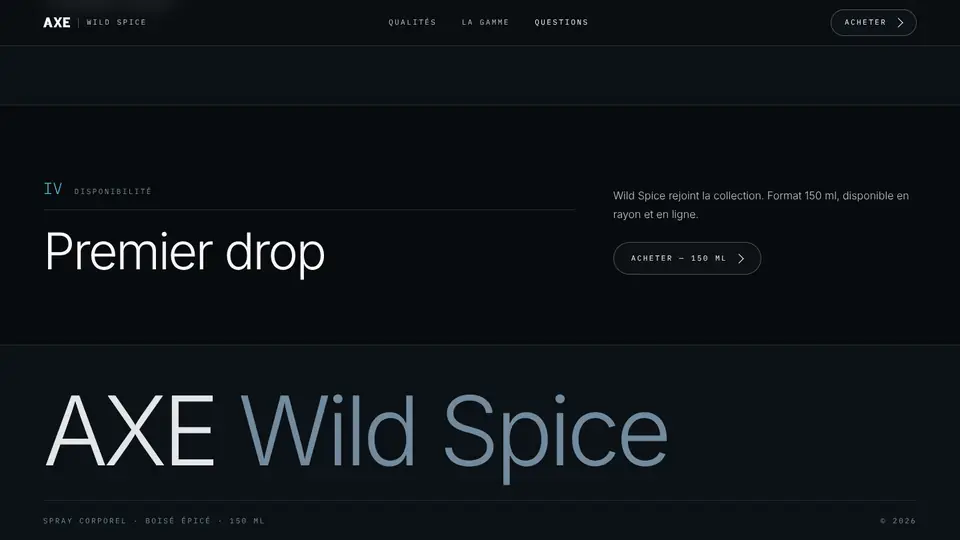 AXE | WILD SPICE
QUALITÉS
LA GAMME
QUESTIONS
ACHETER
IV DISPONIBILITÉ
Premier drop
Wild Spice rejoint la collection. Format 150 ml, disponible en
rayon et en ligne.
ACHETER — 150 ML
AXE Wild Spice
SPRAY CORPOREL · BOISÉ ÉPICÉ · 150 ML
© 2026